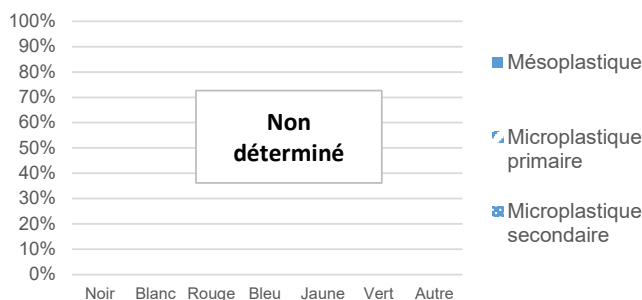 100%
90%
80%
70%
60%
50%
40%
30%
20%
10%
0%
Non
déterminé
Noir Blanc Rouge Bleu Jaune Vert Autre
Mésoplastique
Microplastique
primaire
Microplastique
secondaire